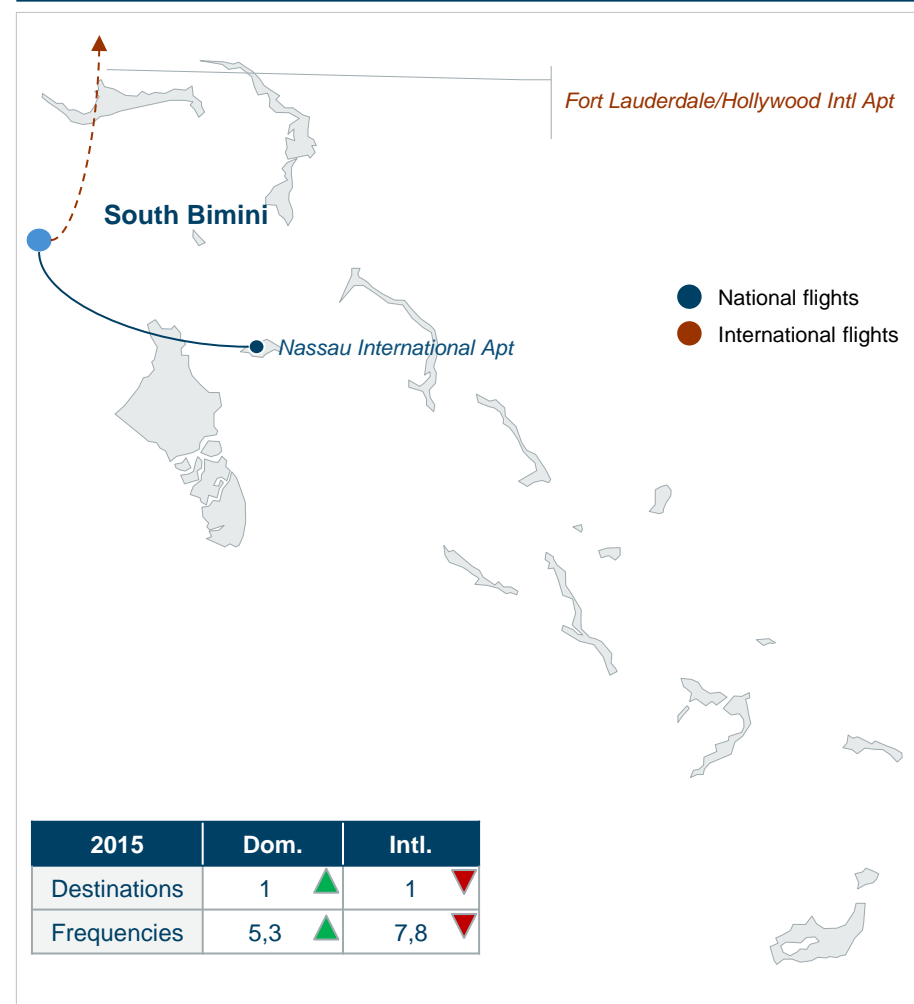 Fort Lauderdale/Hollywood Intl Apt
South Bimini
National flights
International flights
Nassau International Apt
2015 Dom. Intl.
Destinations 1 1
Frequencies 5,3 7,8